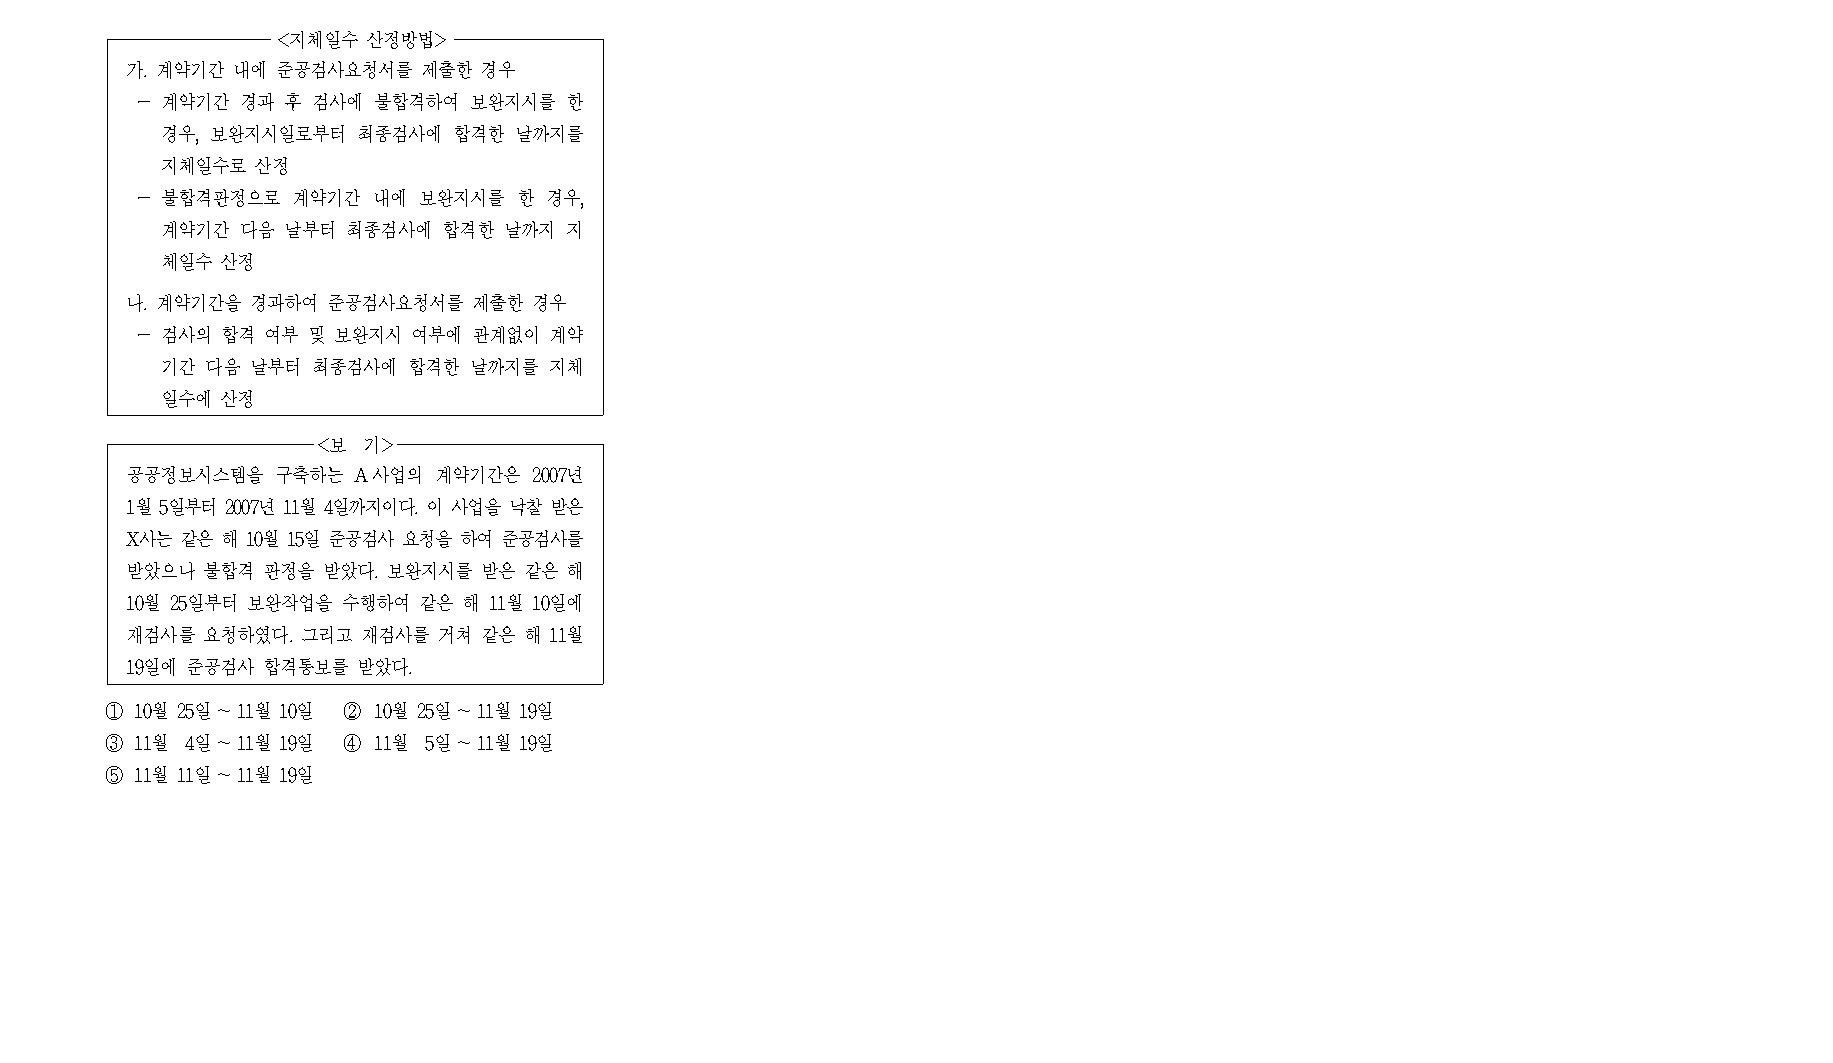 <지체일수 산정방법>
가. 계약기간 내에 준공검사요청서를 제출한 경우
- 계약기간 경과 후 검사에 불합격하여 보완지시를 한
경우, 보완지시일로부터 최종검사에 합격한 날까지를
지체일수로 산정
- 불합격판정으로 계약기간 내에 보완지시를 한 경우,
계약기간 다음 날부터 최종검사에 합격한 날까지 지
체일수 산정
나. 계약기간을 경과하여 준공검사요청서를 제출한 경우
- 검사의 합격 여부 및 보완지시 여부에 관계없이 계약
기간 다음 날부터 최종검사에 합격한 날까지를 지체
일수에 산정
<보 기>
공공정보시스템을 구축하는 A사업의 계약기간은 2007년
1월 5일부터 2007년 11월 4일까지이다. 이 사업을 낙찰 받은
X사는 같은 해 10월 15일 준공검사 요청을 하여 준공검사를
받았으나 불합격 판정을 받았다. 보완지시를 받은 같은 해
10월 25일부터 보완작업을 수행하여 같은 해 11월 10일에
재검사를 요청하였다. 그리고 재검사를 거쳐 같은 해 11월
19일에 준공검사 합격통보를 받았다.
① 10월 25일 ~ 11월 10일 ② 10월 25일 ~ 11월 19일
③ 11월 4일 ~ 11월 19일 ④ 11월 5일 ~ 11월 19일
⑤ 11월 11일 ~ 11월 19일